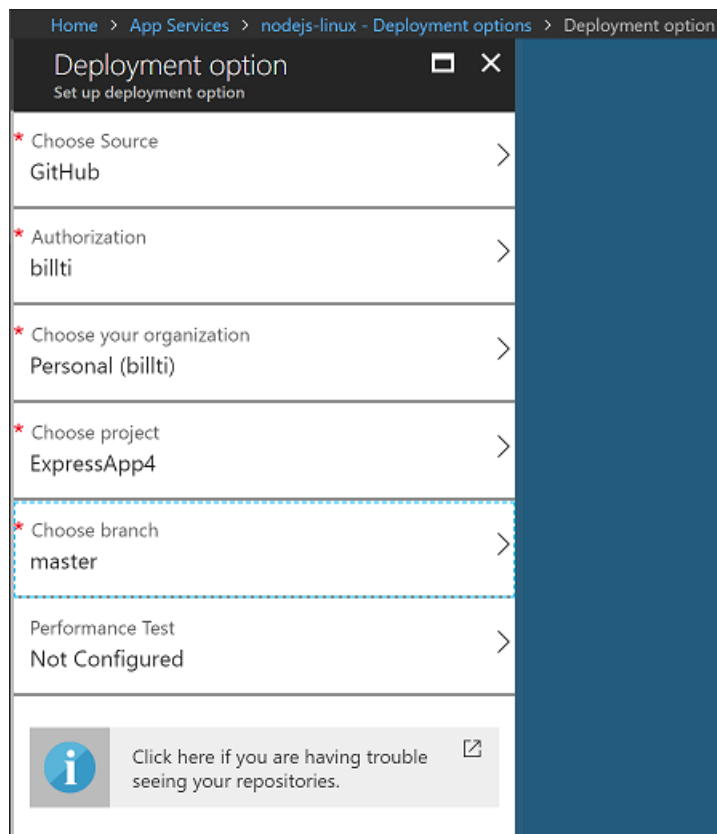 Home > App Services > nodejs-linux - Deployment options > Deployment option
Deployment option
Set up deployment option
* Choose Source
GitHub
* Authorization
billti
* Choose your organization
Personal (billti)
* Choose project
ExpressApp4
* Choose branch
master
Performance Test
Not Configured
Click here if you are having trouble
seeing your repositories.